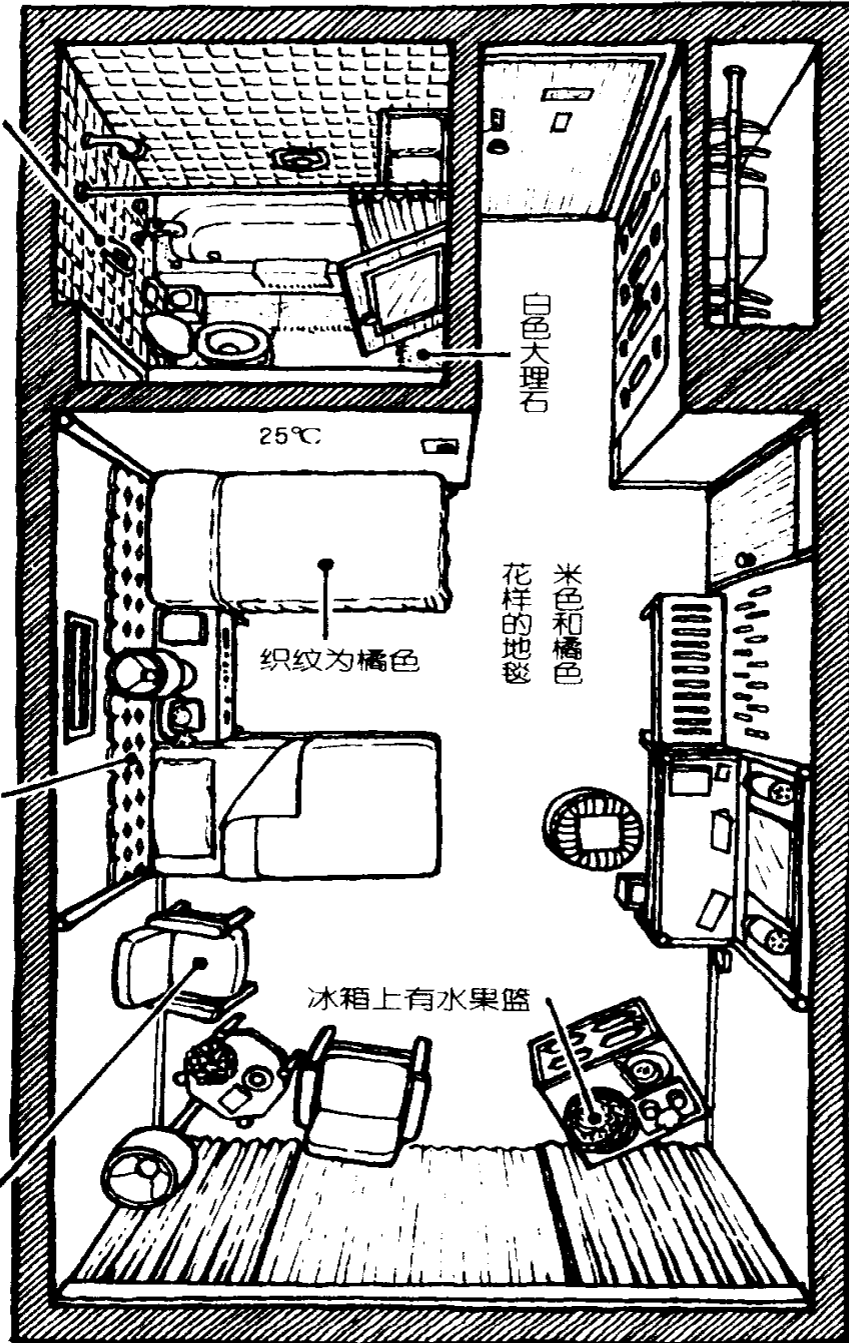 白色大理石
25℃
米色和橘色
花样的地毯
织纹为橘色
冰箱上有水果篮